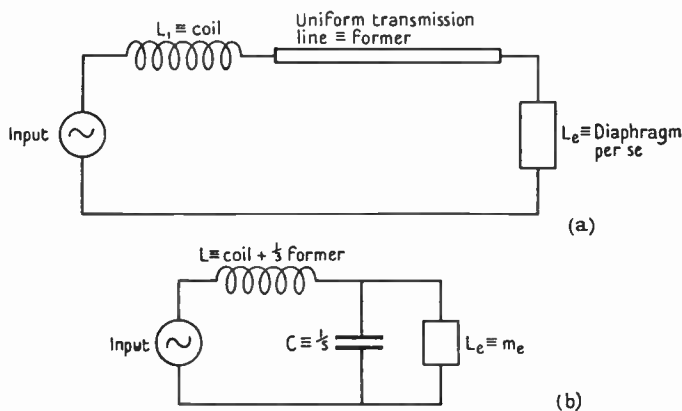 L₁ ≡ coil
Uniform transmission
line ≡ Former
Input
Lₑ ≡ Diaphragm
per se
(a)
L≡coil + ⅓ Former
Input
C ≡ ⅟s
Lₑ ≡ mₑ
(b)